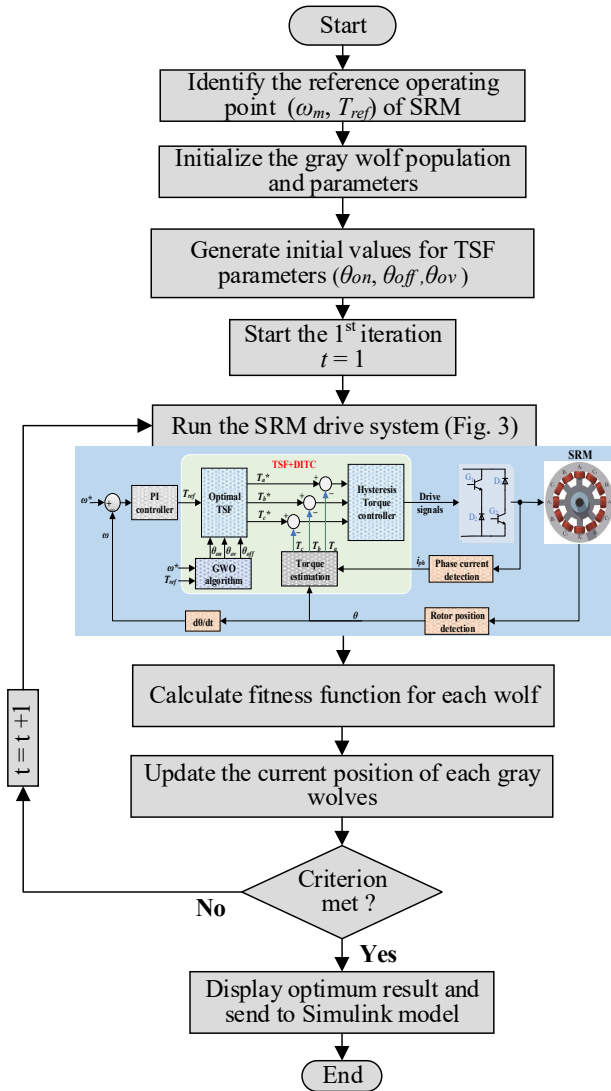 Start
Identify the reference operating
point (ωm, Tref) of SRM
Initialize the gray wolf population
and parameters
Generate initial values for TSF
parameters (θon, θoff ,θov )
Start the 1st iteration
t = 1
Run the SRM drive system (Fig. 3)
TSF+DITC
SRM
ω*
ω
PI
controller
Tref
Optimal
TSF
Ta*
Tb*
Tc*
Hysteresis
Torque
controller
Drive
signals
G1
D1
D2
G2
θon θov θoff
ω*
Tref
GWO
algorithm
Tc Tb Ta
Torque
estimation
iph
Phase current
detection
dθ/dt
θ
Rotor position
detection
Calculate fitness function for each wolf
Update the current position of each gray
wolves
t = t +1
Criterion
met ?
No
Yes
Display optimum result and
send to Simulink model
End